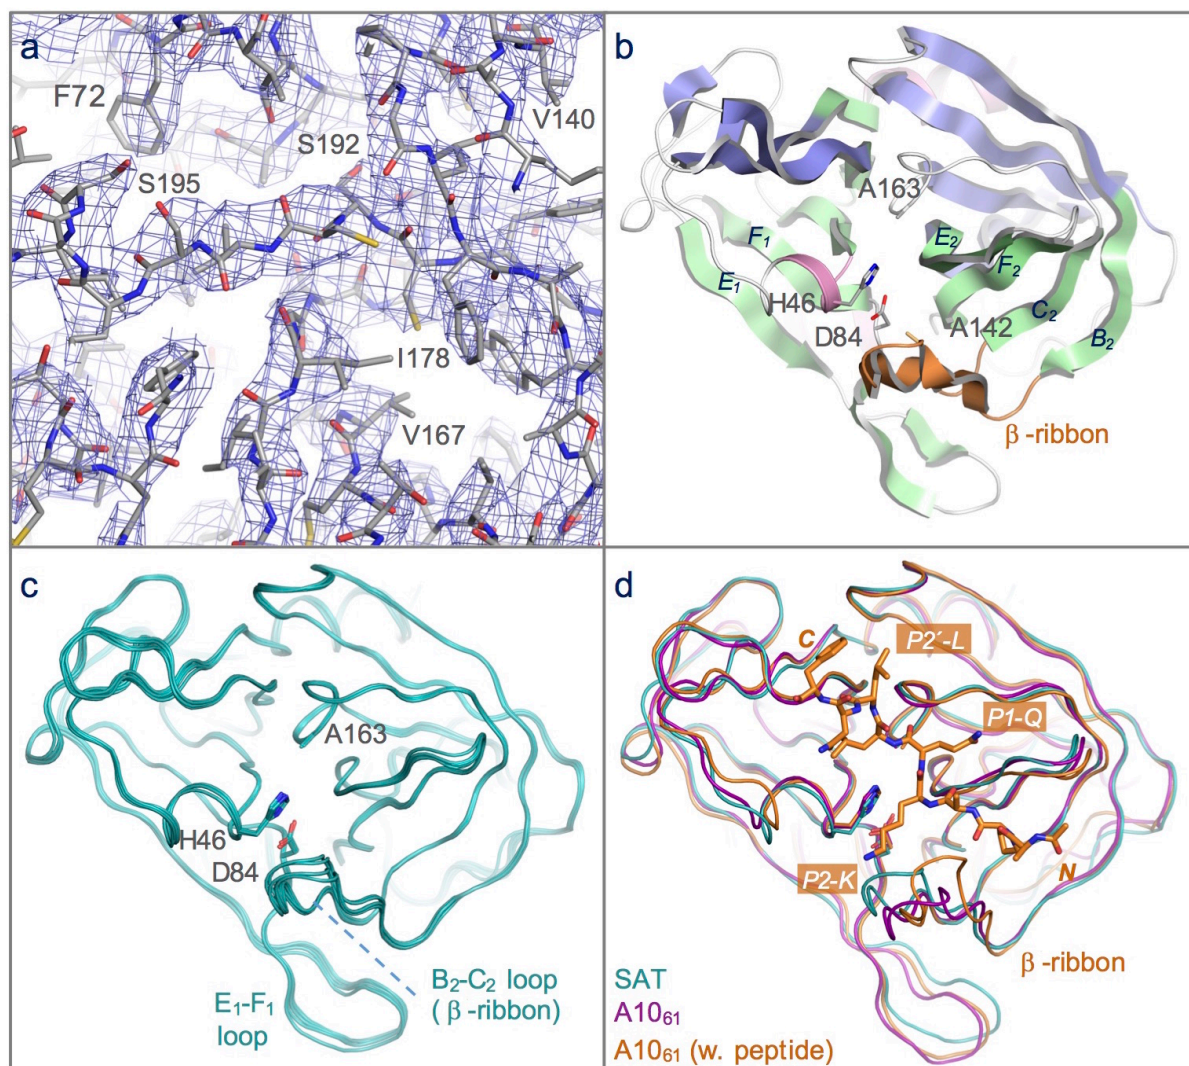 a
F72
S192
V140
S195
I178
V167
b
A163
F₁
E₁
E₂
F₂
C₂
B₂
H46
D84
A142
β -ribbon
c
A163
H46
D84
E₁-F₁
loop
B₂-C₂ loop
( β -ribbon)
d
C
P2´-L
P1-Q
P2-K
N
β -ribbon
SAT
A10₆₁
A10₆₁ (w. peptide)